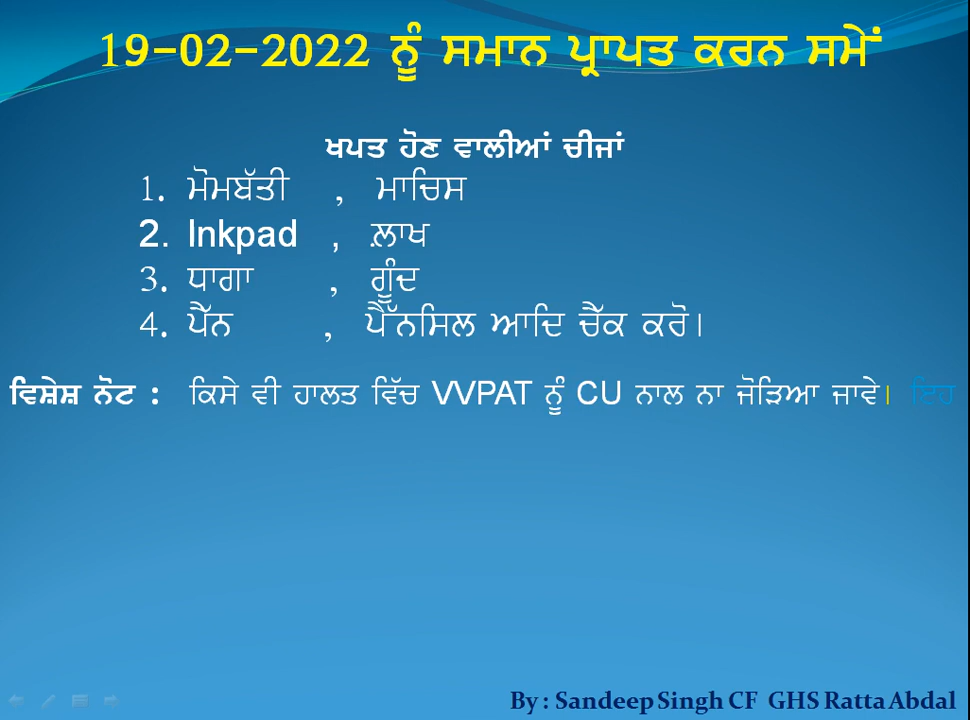 19-02-2022 ਨੂੰ ਸਮਾਨ ਪ੍ਰਾਪਤ ਕਰਨ ਸਮੇਂ
ਖਪਤ ਹੋਣ ਵਾਲੀਆਂ ਚੀਜਾਂ
1. ਮੋਮਬੱਤੀ , ਮਾਚਿਸ
2. Inkpad , ਲ਼ਾਖ
3. ਧਾਗਾ , ਗੂੰਦ
4. ਪੈੱਨ , ਪੈੱਨਸਿਲ ਆਦਿ ਚੈੱਕ ਕਰੋ।
ਵਿਸ਼ੇਸ਼ ਨੋਟ : ਕਿਸੇ ਵੀ ਹਾਲਤ ਵਿੱਚ VVPAT ਨੂੰ CU ਨਾਲ ਨਾ ਜੋੜਿਆ ਜਾਵੇ। ਇਹ
By : Sandeep Singh CF GHS Ratta Abdal